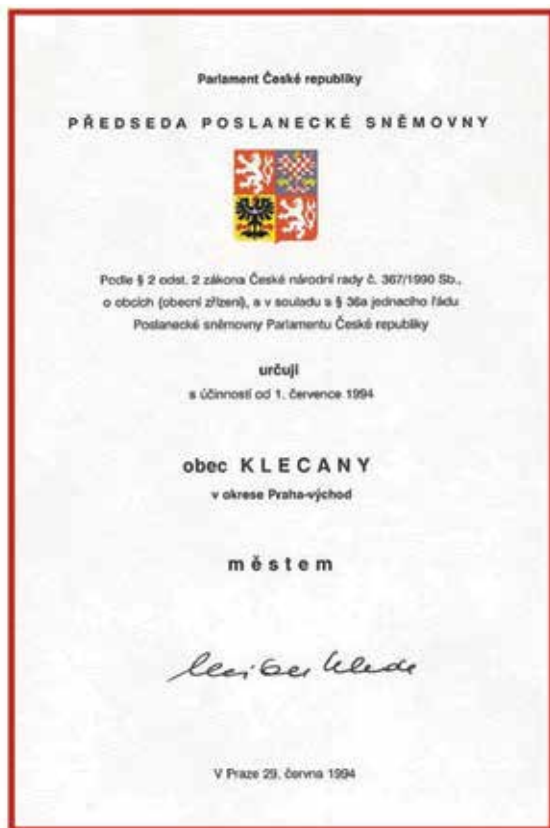 Parlament České republiky
PŘEDSEDA POSLANECKÉ SNĚMOVNY
Podle § 2 odst. 2 zákona České národní rady č. 367/1990 Sb.,
o obcích (obecní zřízení), a v souladu s § 36a jednacího řádu
Poslanecké sněmovny Parlamentu České republiky
určuji
s účinností od 1. července 1994
obec KLECANY
v okrese Praha-východ
městem
V Praze 29. června 1994